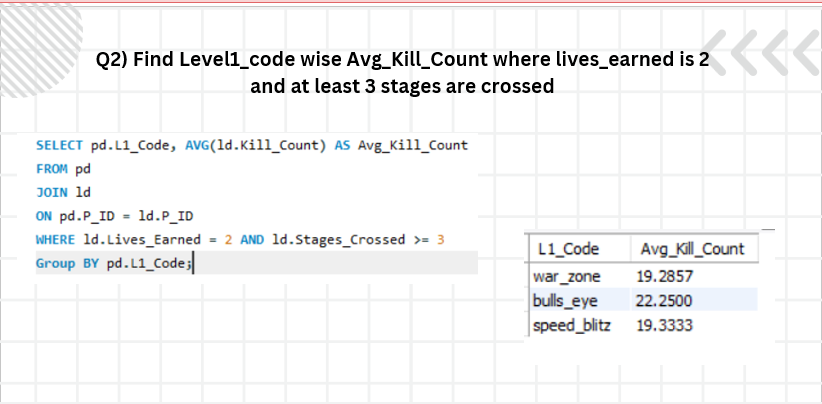 Q2) Find Level1_code wise Avg_Kill_Count where lives_earned is 2
and at least 3 stages are crossed
SELECT pd.L1_Code, AVG(ld.Kill_Count) AS Avg_Kill_Count
FROM pd
JOIN ld
ON pd.P_ID = ld.P_ID
WHERE ld.Lives_Earned = 2 AND ld.Stages_Crossed >= 3
Group BY pd.L1_Code;
L1_Code Avg_Kill_Count
war_zone 19.2857
bulls_eye 22.2500
speed_blitz 19.3333